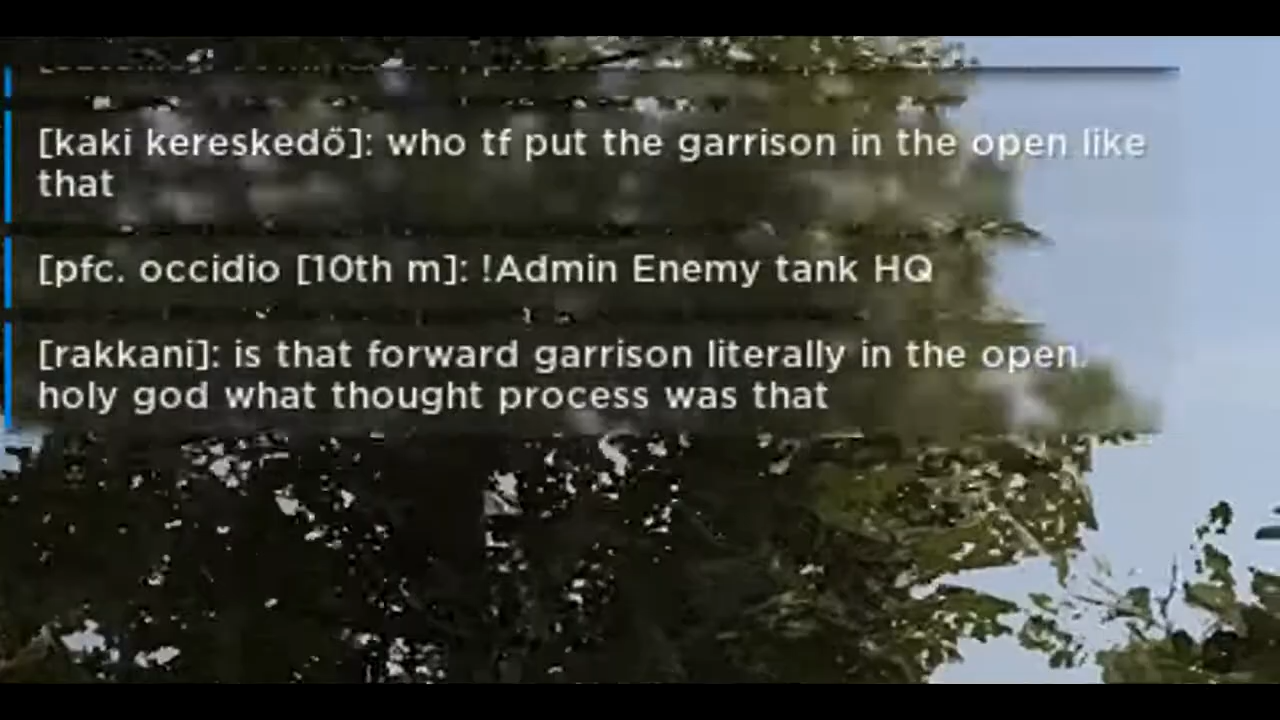 [kaki kereskedő]: who tf put the garrison in the open like
that
[pfc. occidio [10th m]: !Admin Enemy tank HQ
[rakkani]: is that forward garrison literally in the open.
holy god what thought process was that